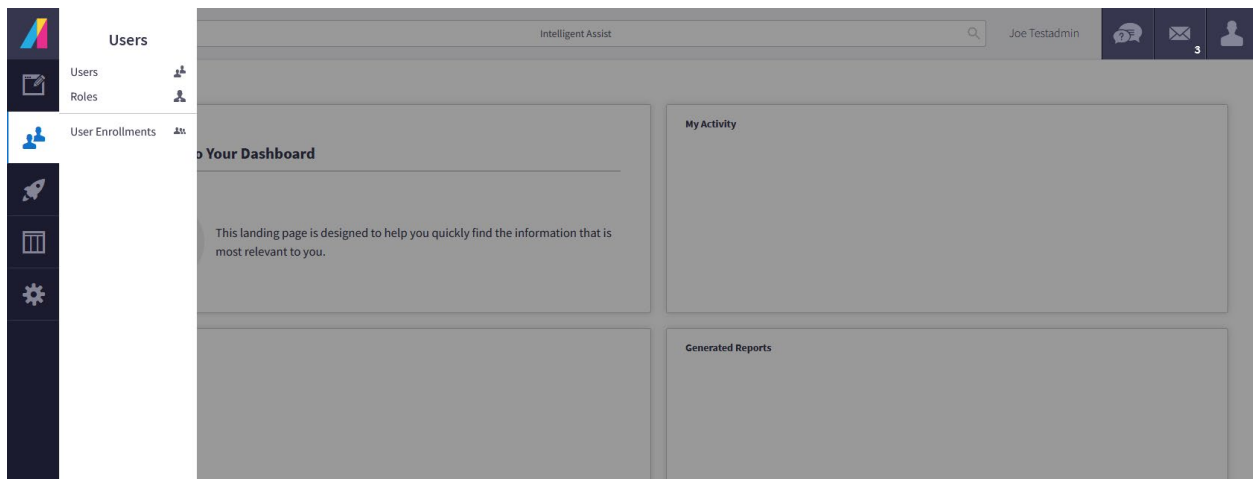 Users
Users
Roles
User Enrollments
Intelligent Assist
Joe Testadmin
3
o Your Dashboard
This landing page is designed to help you quickly find the information that is
most relevant to you.
My Activity
Generated Reports